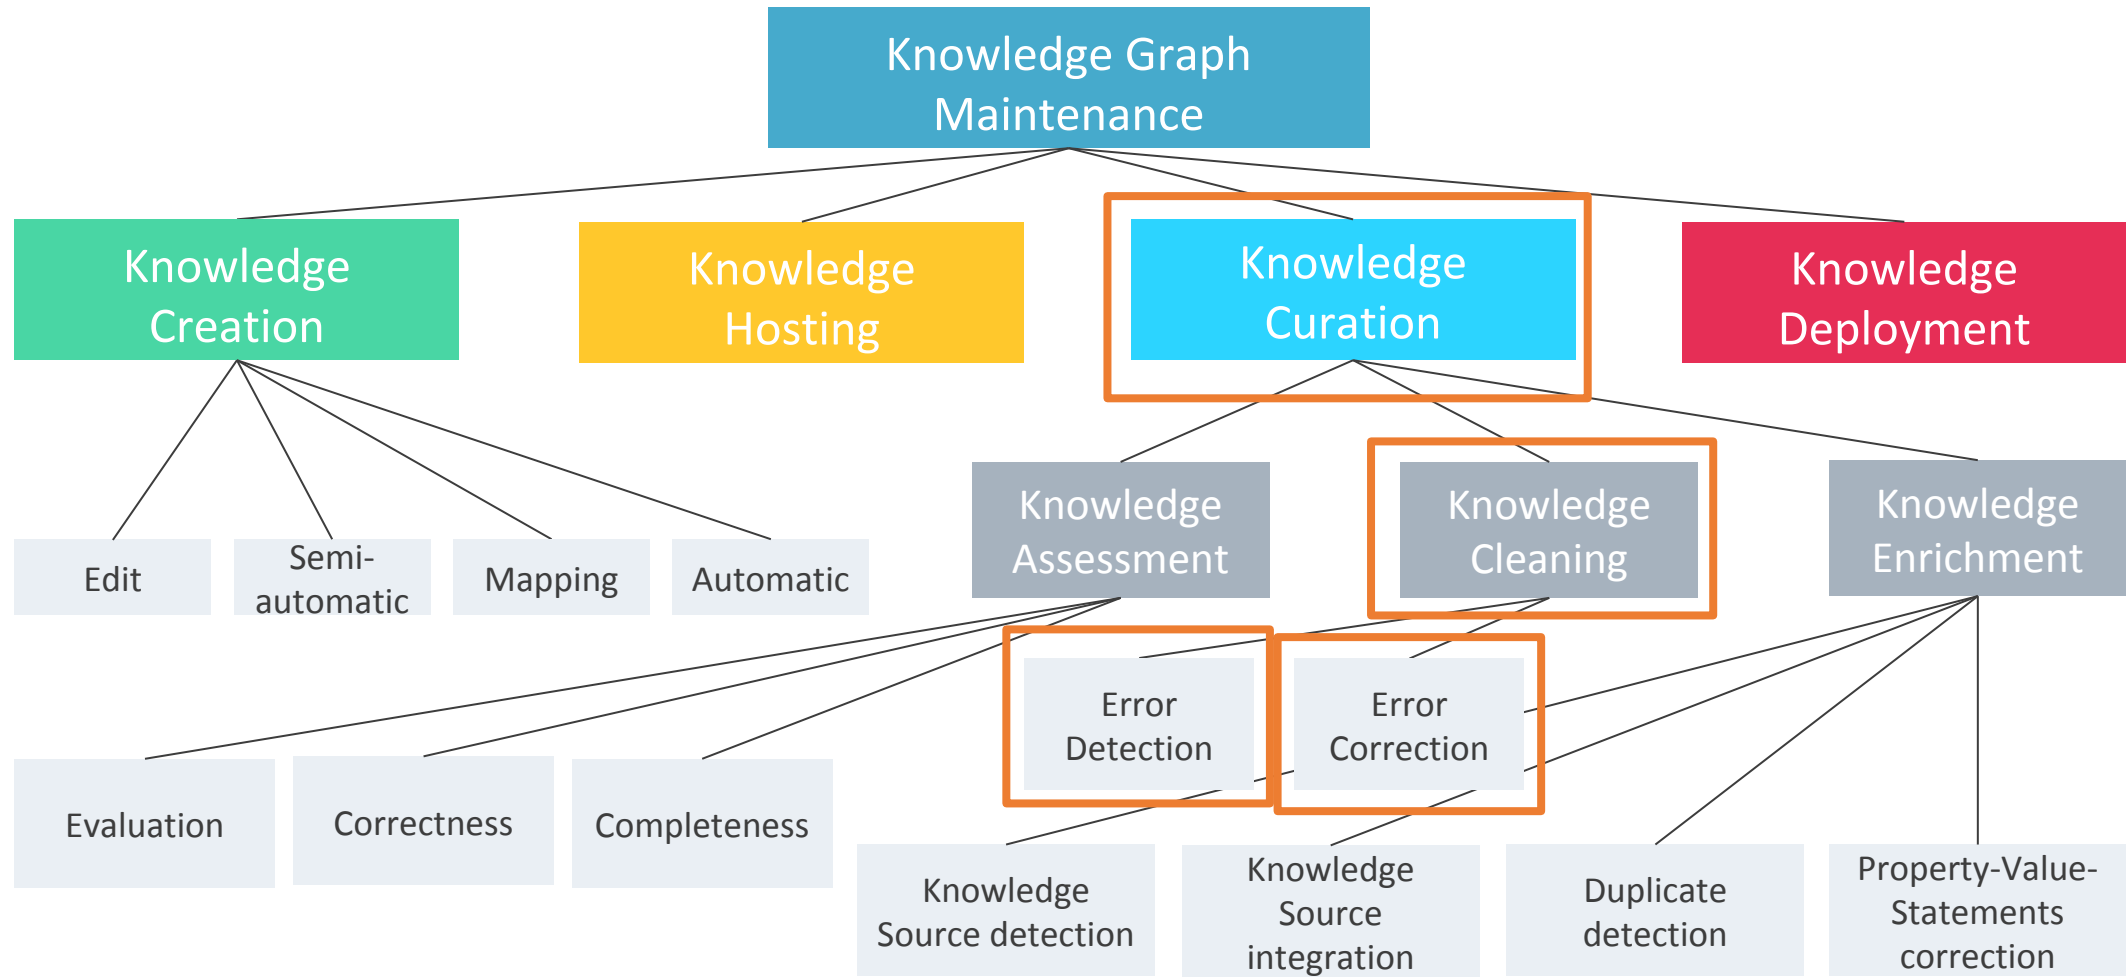 Knowledge Graph
Maintenance
Knowledge
Creation
Knowledge
Hosting
Knowledge
Curation
Knowledge
Deployment
Knowledge
Assessment
Knowledge
Cleaning
Knowledge
Enrichment
Edit
Semi-
automatic
Mapping
Automatic
Error
Detection
Error
Correction
Evaluation
Correctness
Completeness
Knowledge
Source detection
Knowledge
Source
integration
Duplicate
detection
Property-Value-
Statements
correction